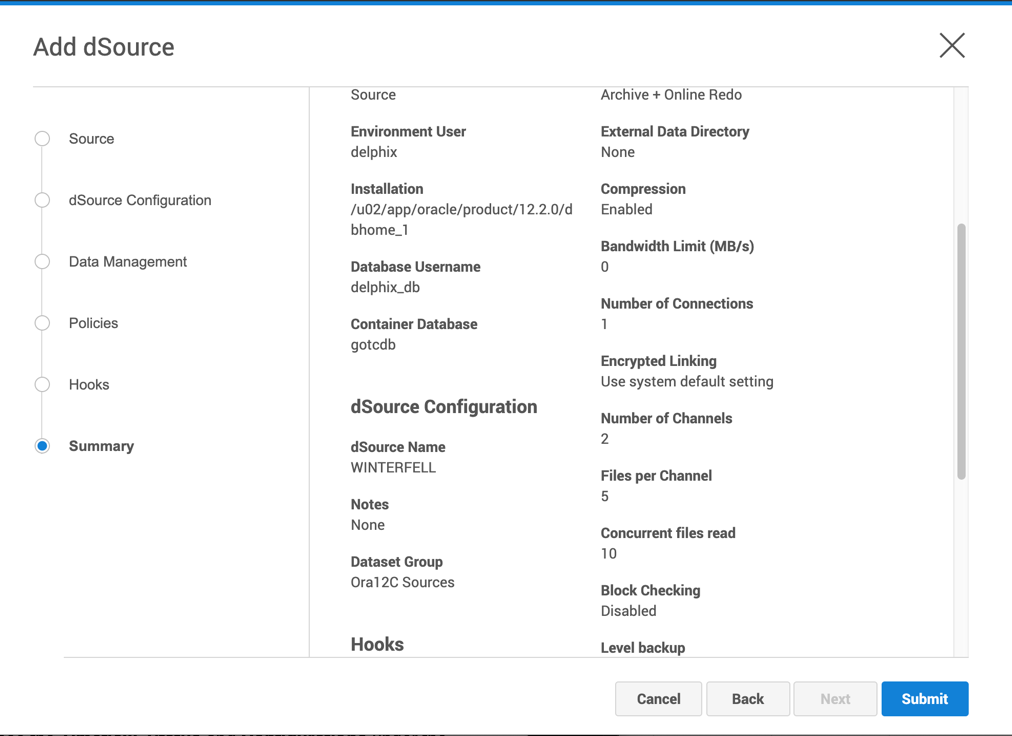 Add dSource
Source
dSource Configuration
Data Management
Policies
Hooks
Summary
Source
Environment User
delphix
Installation
/u02/app/oracle/product/12.2.0/d
bhome_1
Database Username
delphix_db
Container Database
gotcdb
dSource Configuration
dSource Name
WINTERFELL
Notes
None
Dataset Group
Ora12C Sources
Hooks
Archive + Online Redo
External Data Directory
None
Compression
Enabled
Bandwidth Limit (MB/s)
0
Number of Connections
1
Encrypted Linking
Use system default setting
Number of Channels
2
Files per Channel
5
Concurrent files read
10
Block Checking
Disabled
Level backup
Cancel
Back
Next
Submit